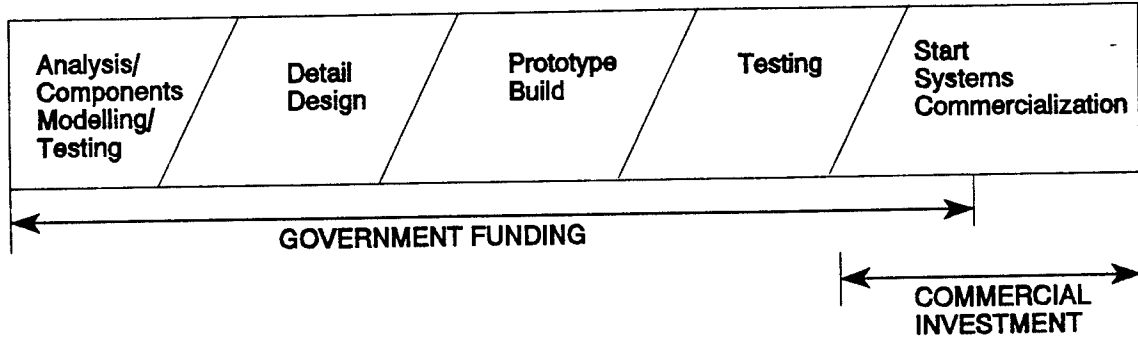 Analysis/
Components
Modelling/
Testing
Detail
Design
Prototype
Build
Testing
Start
Systems
Commercialization
GOVERNMENT FUNDING
COMMERCIAL
INVESTMENT